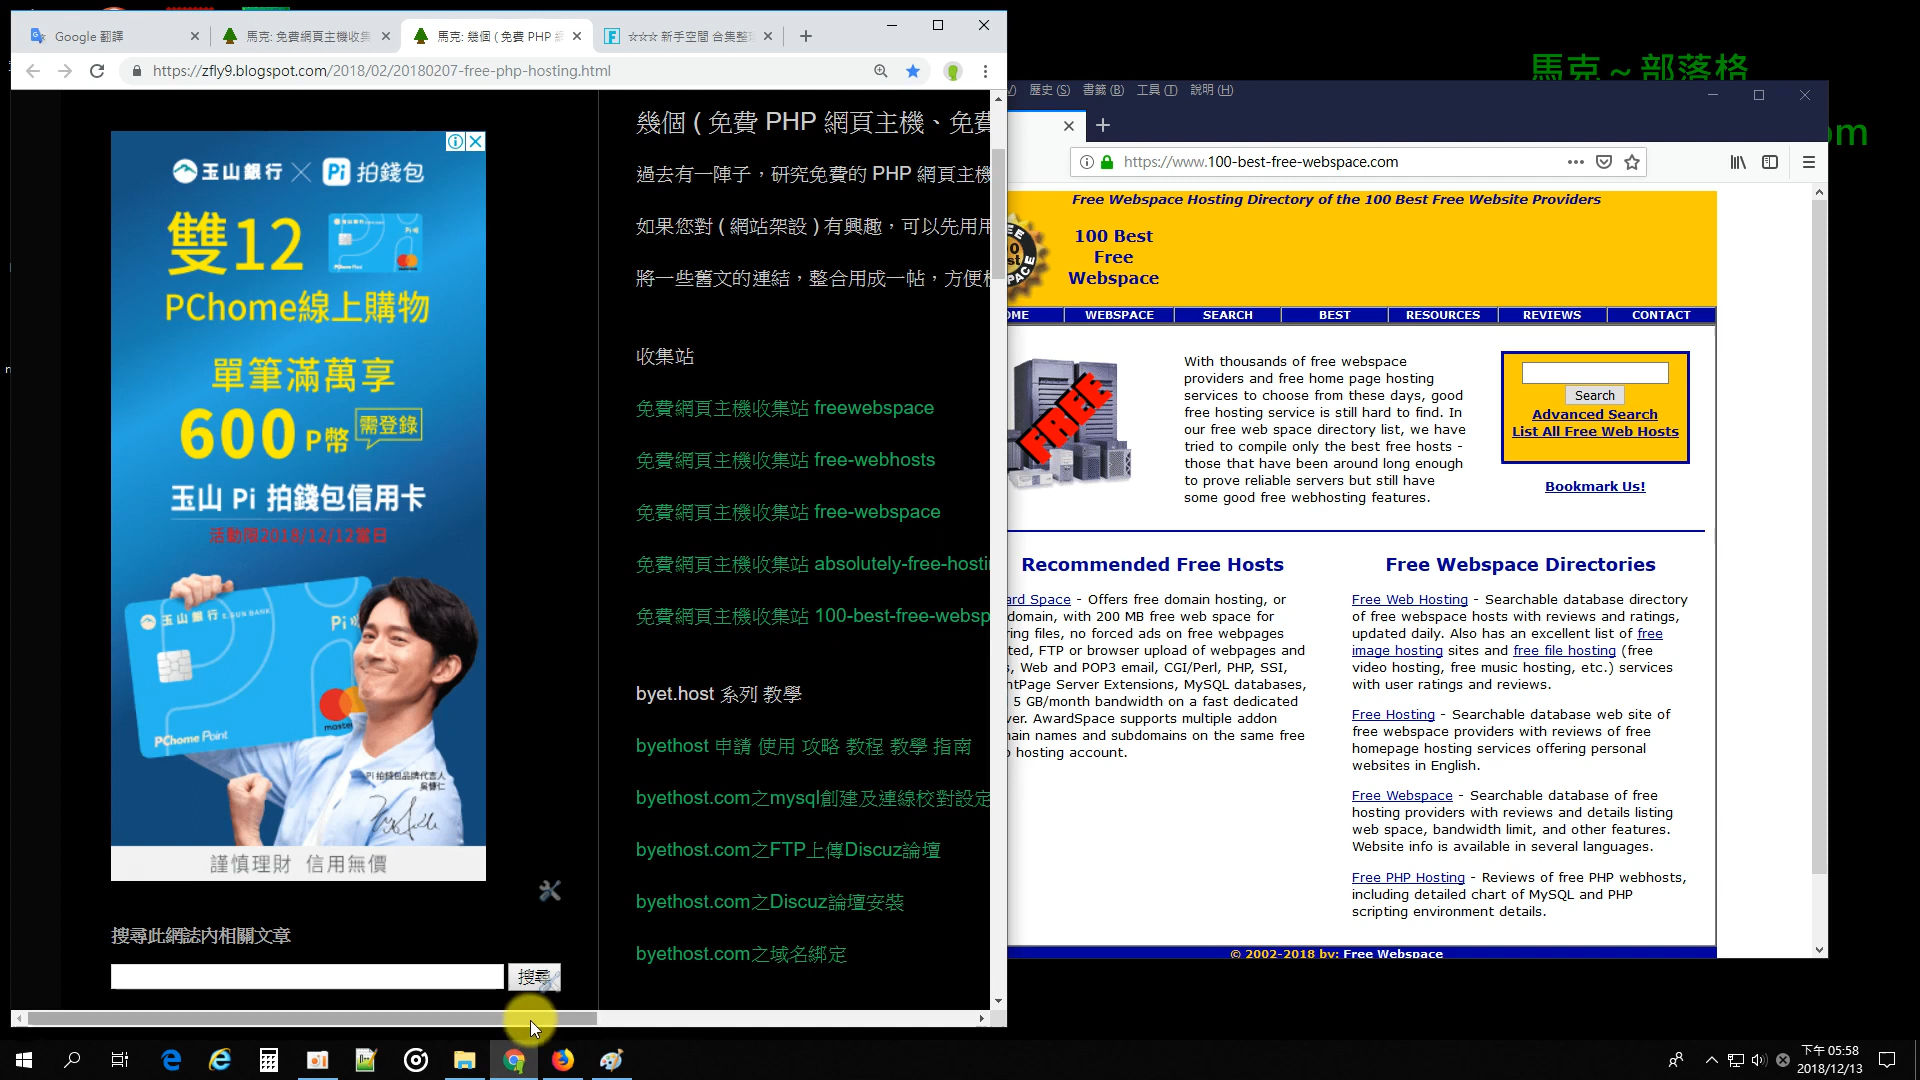 馬克～部落格
om
Google 翻譯
馬克: 免費網頁主機收集
馬克: 幾個 ( 免費 PHP 網
☆☆☆ 新手空間 合集整理
https://zfly9.blogspot.com/2018/02/20180207-free-php-hosting.html
玉山銀行 × Pi 拍錢包
雙12
PChome線上購物
單筆滿萬享
600 P幣 需登錄
玉山 Pi 拍錢包信用卡
活動限2018/12/12當日
玉山銀行 E.SUN BANK
Pi
PChome Point
Pi 拍錢包品牌代言人
吳慷仁
謹慎理財 信用無價
搜尋此網誌內相關文章
搜尋
幾個 ( 免費 PHP 網頁主機、免費
過去有一陣子，研究免費的 PHP 網頁主機
如果您對 ( 網站架設 ) 有興趣，可以先用用
將一些舊文的連結，整合用成一帖，方便
收集站
免費網頁主機收集站 freewebspace
免費網頁主機收集站 free-webhosts
免費網頁主機收集站 free-webspace
免費網頁主機收集站 absolutely-free-hosti
免費網頁主機收集站 100-best-free-websp
byet.host 系列 教學
byethost 申請 使用 攻略 教程 教學 指南
byethost.com之mysql創建及連線校對設定
byethost.com之FTP上傳Discuz論壇
byethost.com之Discuz論壇安裝
byethost.com之域名綁定
V) 歷史 (S) 書籤 (B) 工具 (T) 說明 (H)
https://www.100-best-free-webspace.com
Free Webspace Hosting Directory of the 100 Best Free Website Providers
100 Best
Free
Webspace
OME WEBSPACE SEARCH BEST RESOURCES REVIEWS CONTACT
FREE
With thousands of free webspace
providers and free home page hosting
services to choose from these days, good
free hosting service is still hard to find. In
our free web space directory list, we have
tried to compile only the best free hosts -
those that have been around long enough
to prove reliable servers but still have
some good free webhosting features.
Search
Advanced Search
List All Free Web Hosts
Bookmark Us!
Recommended Free Hosts
ard Space - Offers free domain hosting, or
domain, with 200 MB free web space for
ring files, no forced ads on free webpages
ted, FTP or browser upload of webpages and
s, Web and POP3 email, CGI/Perl, PHP, SSI,
ntPage Server Extensions, MySQL databases,
5 GB/month bandwidth on a fast dedicated
ver. AwardSpace supports multiple addon
ain names and subdomains on the same free
o hosting account.
Free Webspace Directories
Free Web Hosting - Searchable database directory
of free webspace hosts with reviews and ratings,
updated daily. Also has an excellent list of free
image hosting sites and free file hosting (free
video hosting, free music hosting, etc.) services
with user ratings and reviews.
Free Hosting - Searchable database web site of
free webspace providers with reviews of free
homepage hosting services offering personal
websites in English.
Free Webspace - Searchable database of free
hosting providers with reviews and details listing
web space, bandwidth limit, and other features.
Website info is available in several languages.
Free PHP Hosting - Reviews of free PHP webhosts,
including detailed chart of MySQL and PHP
scripting environment details.
© 2002-2018 by: Free Webspace
下午 05:58
2018/12/13